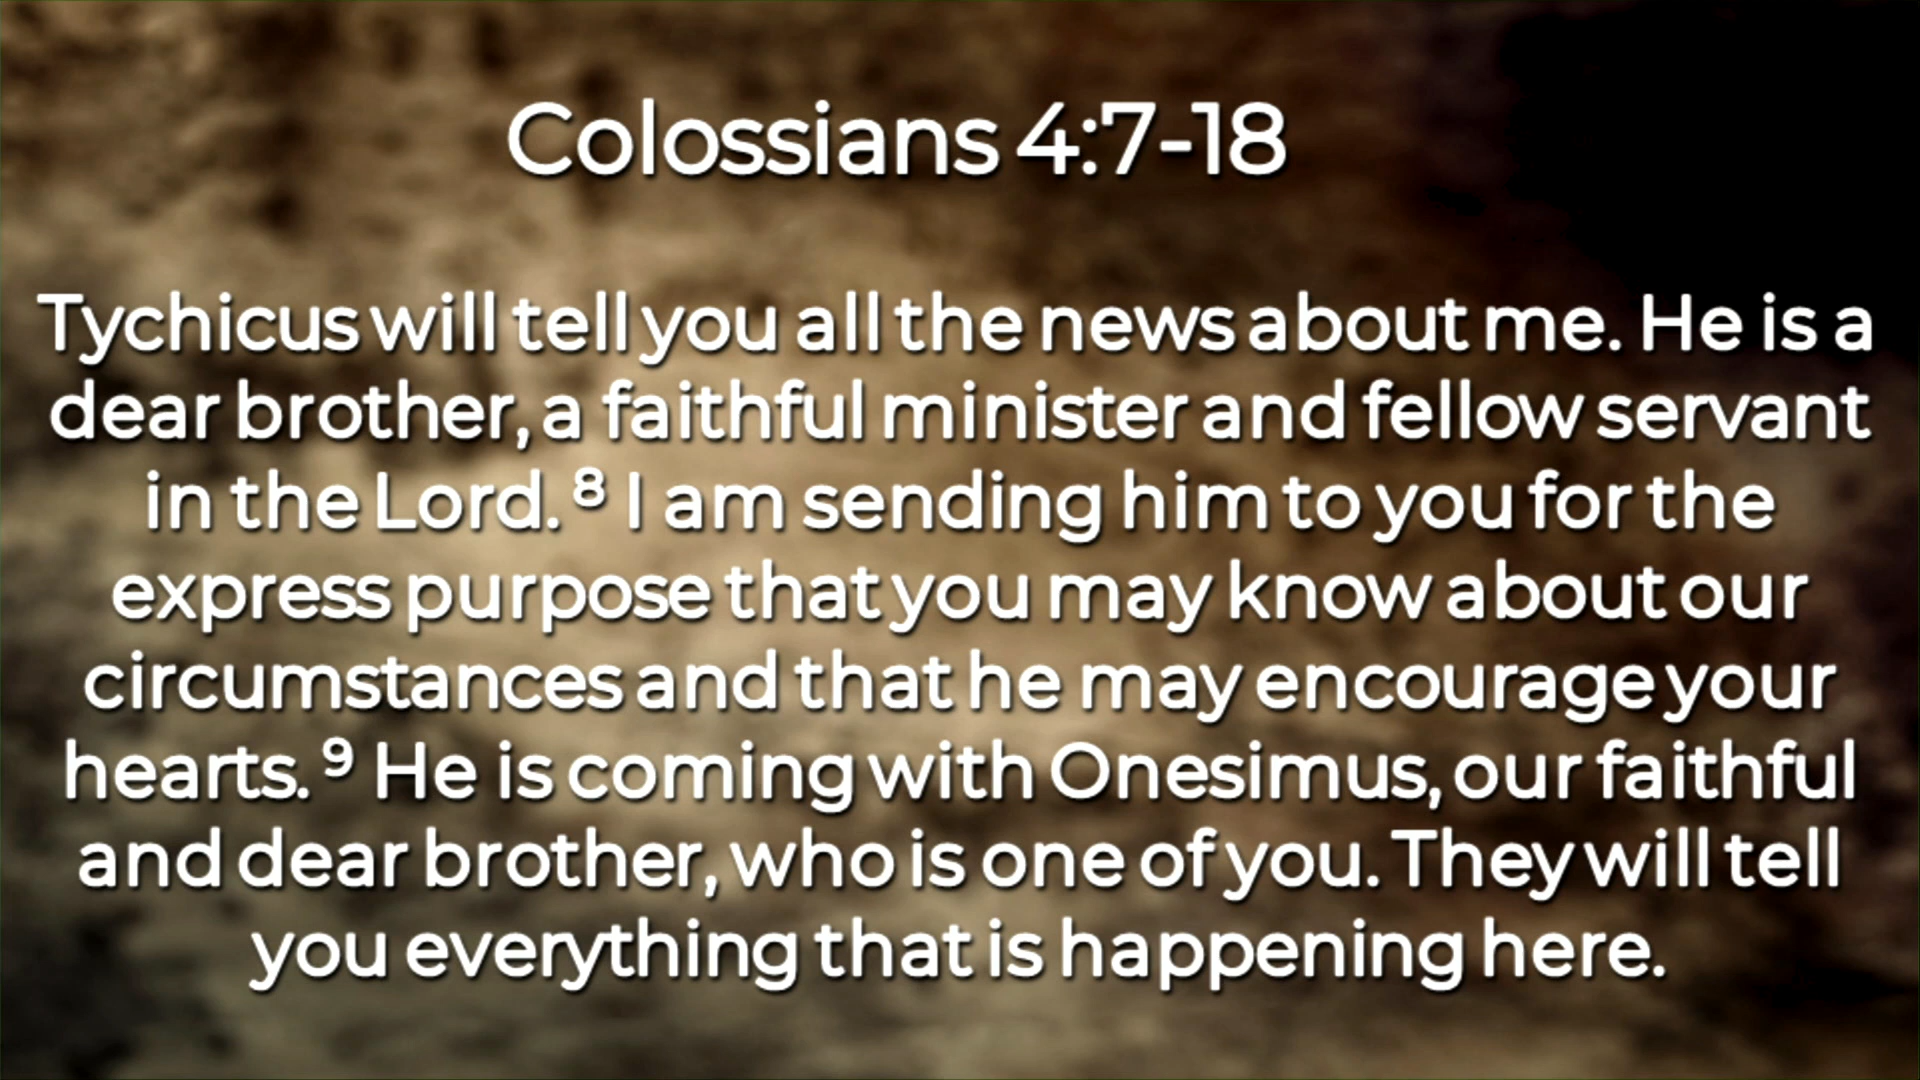 Colossians 4:7-18
Tychicus will tell you all the news about me. He is a
dear brother, a faithful minister and fellow servant
in the Lord. ⁸ I am sending him to you for the
express purpose that you may know about our
circumstances and that he may encourage your
hearts. ⁹ He is coming with Onesimus, our faithful
and dear brother, who is one of you. They will tell
you everything that is happening here.